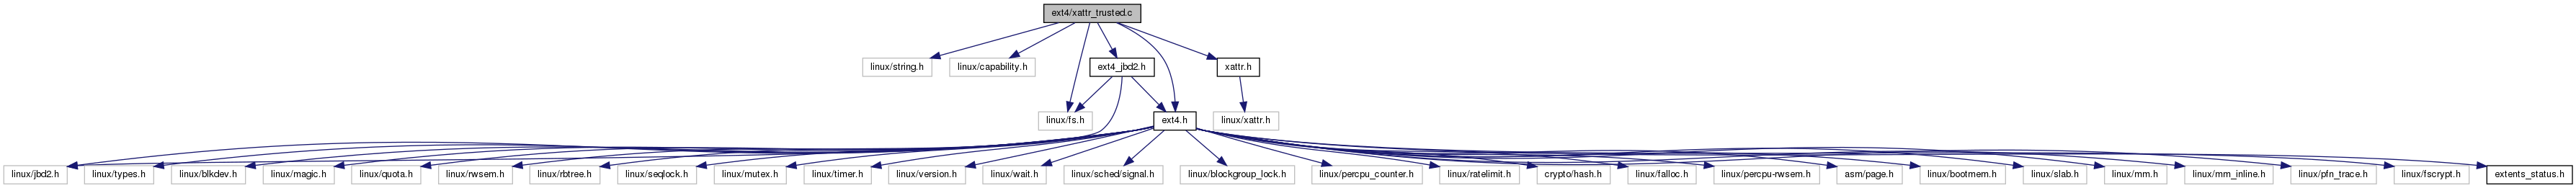 ext4/xattr_trusted.c
linux/string.h
linux/capability.h
ext4_jbd2.h
xattr.h
linux/fs.h
ext4.h
linux/xattr.h
linux/jbd2.h
linux/types.h
linux/blkdev.h
linux/magic.h
linux/quota.h
linux/rwsem.h
linux/rbtree.h
linux/seqlock.h
linux/mutex.h
linux/timer.h
linux/version.h
linux/wait.h
linux/sched/signal.h
linux/blockgroup_lock.h
linux/percpu_counter.h
linux/ratelimit.h
crypto/hash.h
linux/falloc.h
linux/percpu-rwsem.h
asm/page.h
linux/bootmem.h
linux/slab.h
linux/mm.h
linux/mm_inline.h
linux/pfn_trace.h
linux/fscrypt.h
extents_status.h